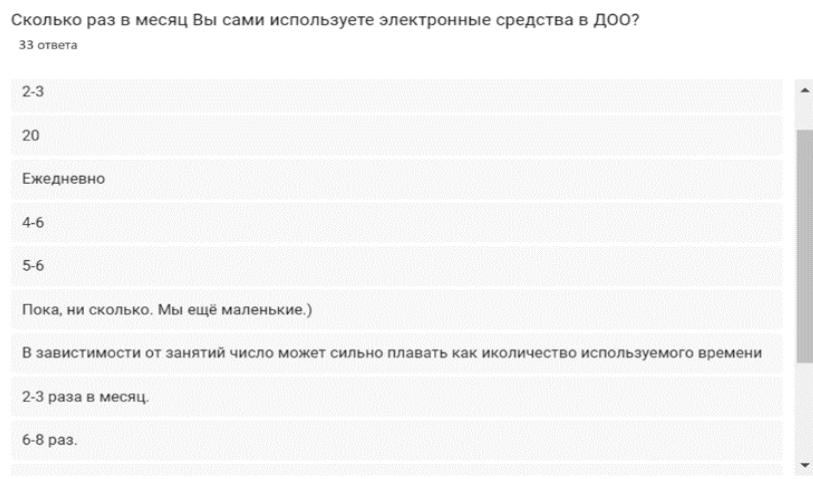 Сколько раз в месяц Вы сами используете электронные средства в ДОО?
33 ответа
2-3
20
Ежедневно
4-6
5-6
Пока, ни сколько. Мы ещё маленькие.)
В завистимости от занятий число может сильно плавать как иколичество используемого времени
2-3 раза в месяц.
6-8 раз.